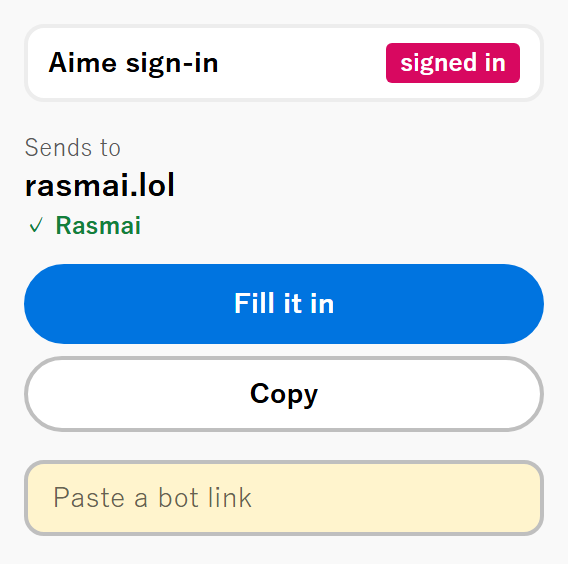 Aime sign-in
signed in
Sends to
rasmai.lol
✓ Rasmai
Fill it in
Copy
Paste a bot link